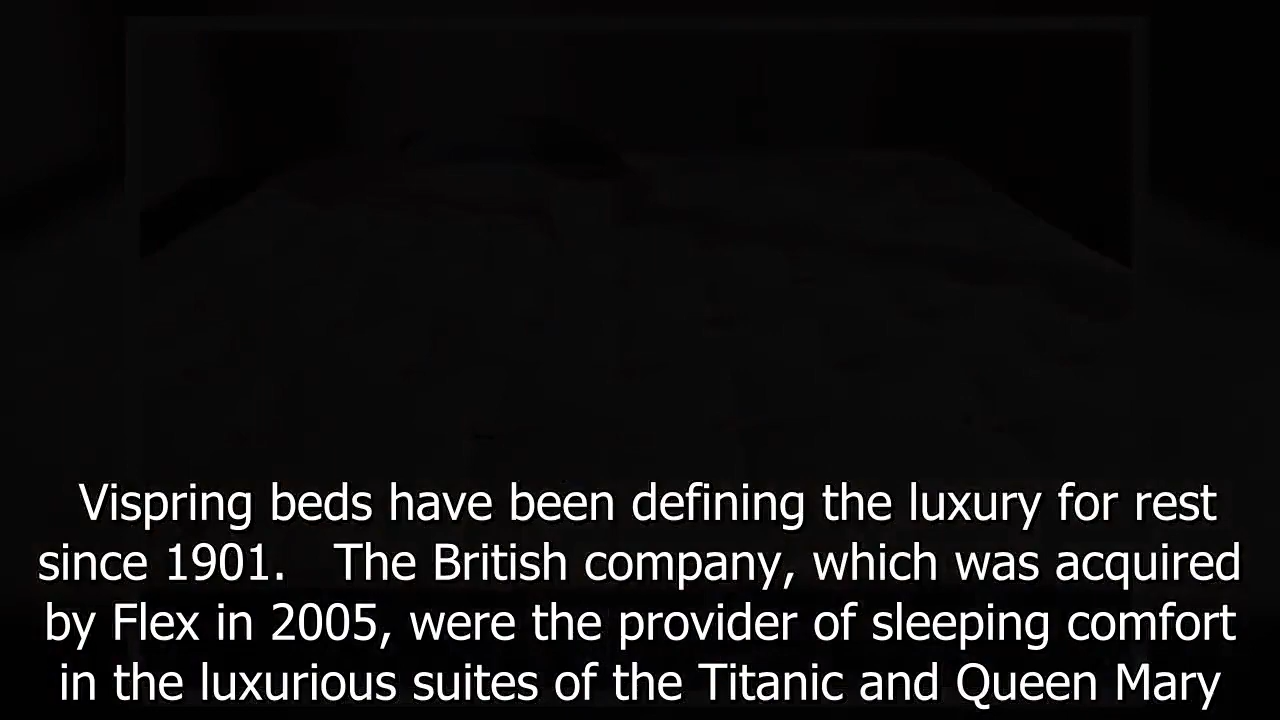 Vispring beds have been defining the luxury for rest
since 1901. The British company, which was acquired
by Flex in 2005, were the provider of sleeping comfort
in the luxurious suites of the Titanic and Queen Mary